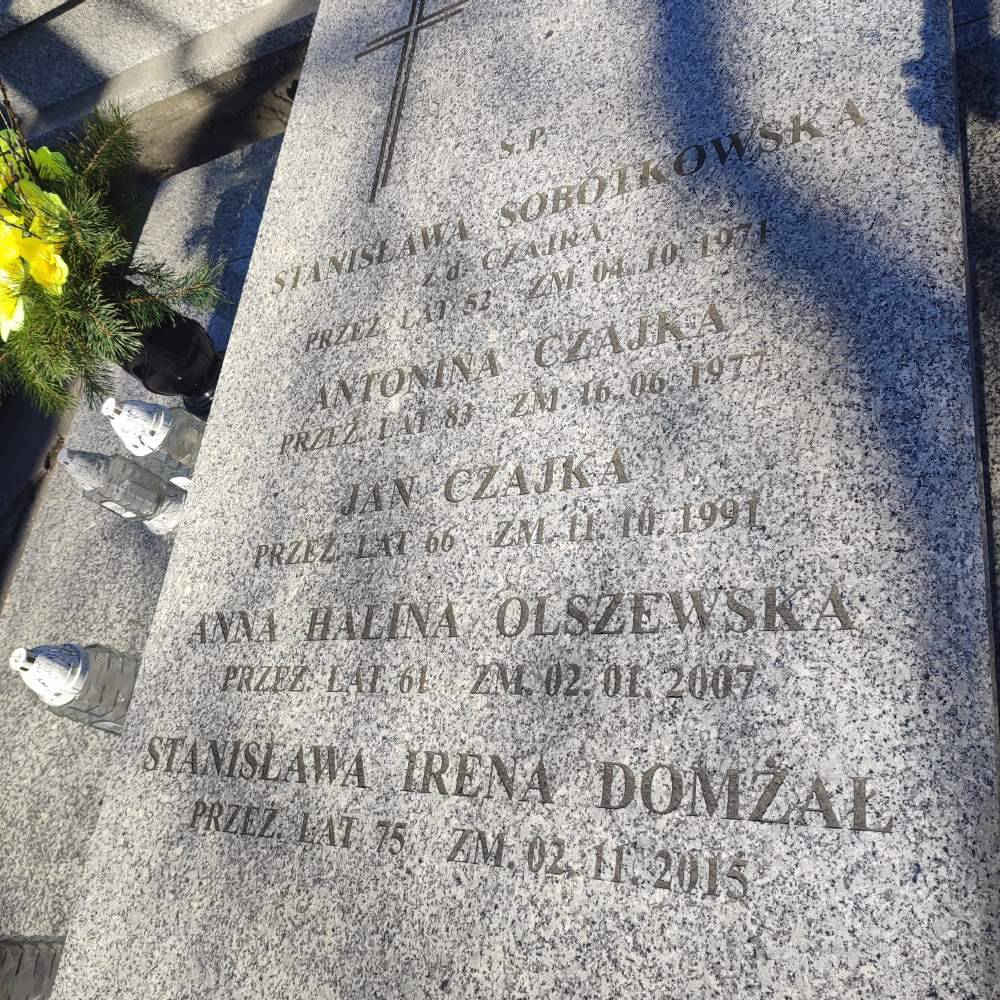 Ś.P.
STANISŁAWA SOBOTKOWSKA
z d. CZAJKA
PRZEŻ. LAT 52 ZM. 04. 10. 1971
ANTONINA CZAJKA
PRZEŻ. LAT 83 ZM. 16. 06. 1977
JAN CZAJKA
PRZEŻ. LAT 66 ZM. 11. 10. 1991
ANNA HALINA OLSZEWSKA
PRZEŻ. LAT. 61 ZM. 02. 01. 2007
STANISŁAWA IRENA DOMŻAŁ
PRZEŻ. LAT 75 ZM. 02. 11. 2015